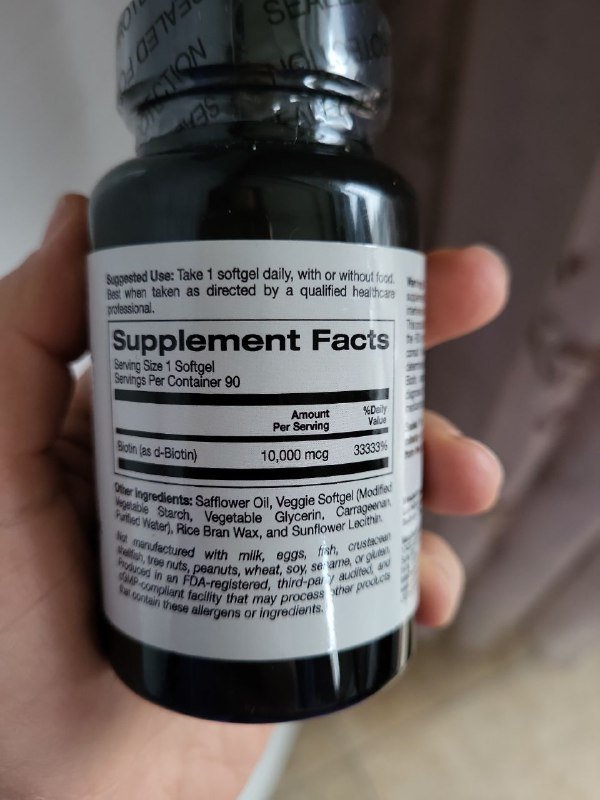 SEALED FO
SEALE
Suggested Use: Take 1 softgel daily, with or without food.
Best when taken as directed by a qualified healthcare
professional.
Supplement Facts
Serving Size 1 Softgel
Servings Per Container 90
Amount
Per Serving
%Daily
Value
Biotin (as d-Biotin) 10,000 mcg 33333%
Other Ingredients: Safflower Oil, Veggie Softgel (Modified
Vegetable Starch, Vegetable Glycerin, Carrageenan,
Purified Water), Rice Bran Wax, and Sunflower Lecithin.
Not manufactured with milk, eggs, fish, crustacean
shellfish, tree nuts, peanuts, wheat, soy, sesame, or gluten.
Produced in an FDA-registered, third-party audited, and
cGMP-compliant facility that may process other products
that contain these allergens or ingredients.